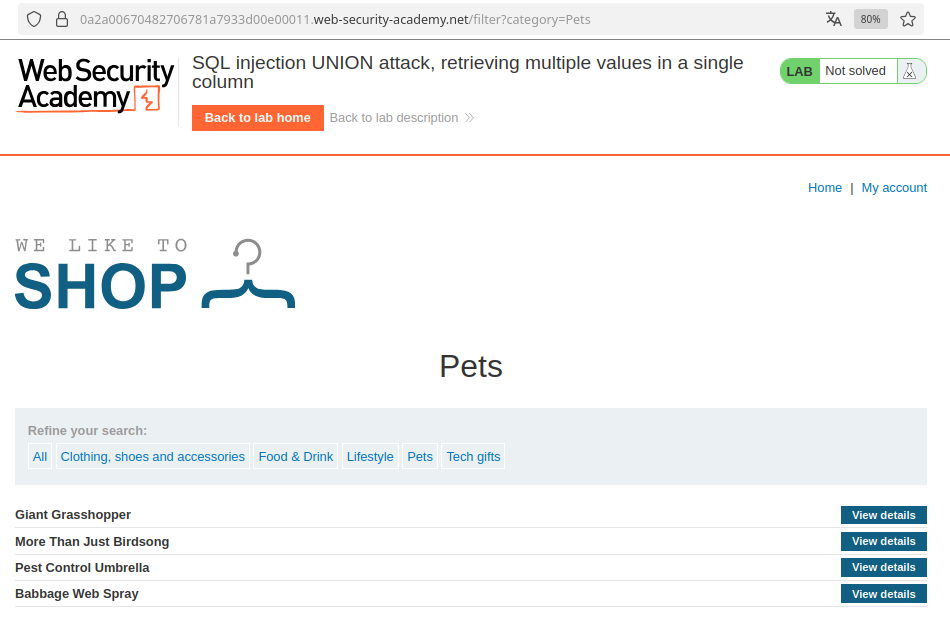 0a2a00670482706781a7933d00e00011.web-security-academy.net/filter?category=Pets 80%
Web Security Academy
SQL injection UNION attack, retrieving multiple values in a single column
LAB Not solved
Back to lab home Back to lab description »
Home | My account
WE LIKE TO
SHOP
Pets
Refine your search:
All Clothing, shoes and accessories Food & Drink Lifestyle Pets Tech gifts
Giant Grasshopper View details
More Than Just Birdsong View details
Pest Control Umbrella View details
Babbage Web Spray View details